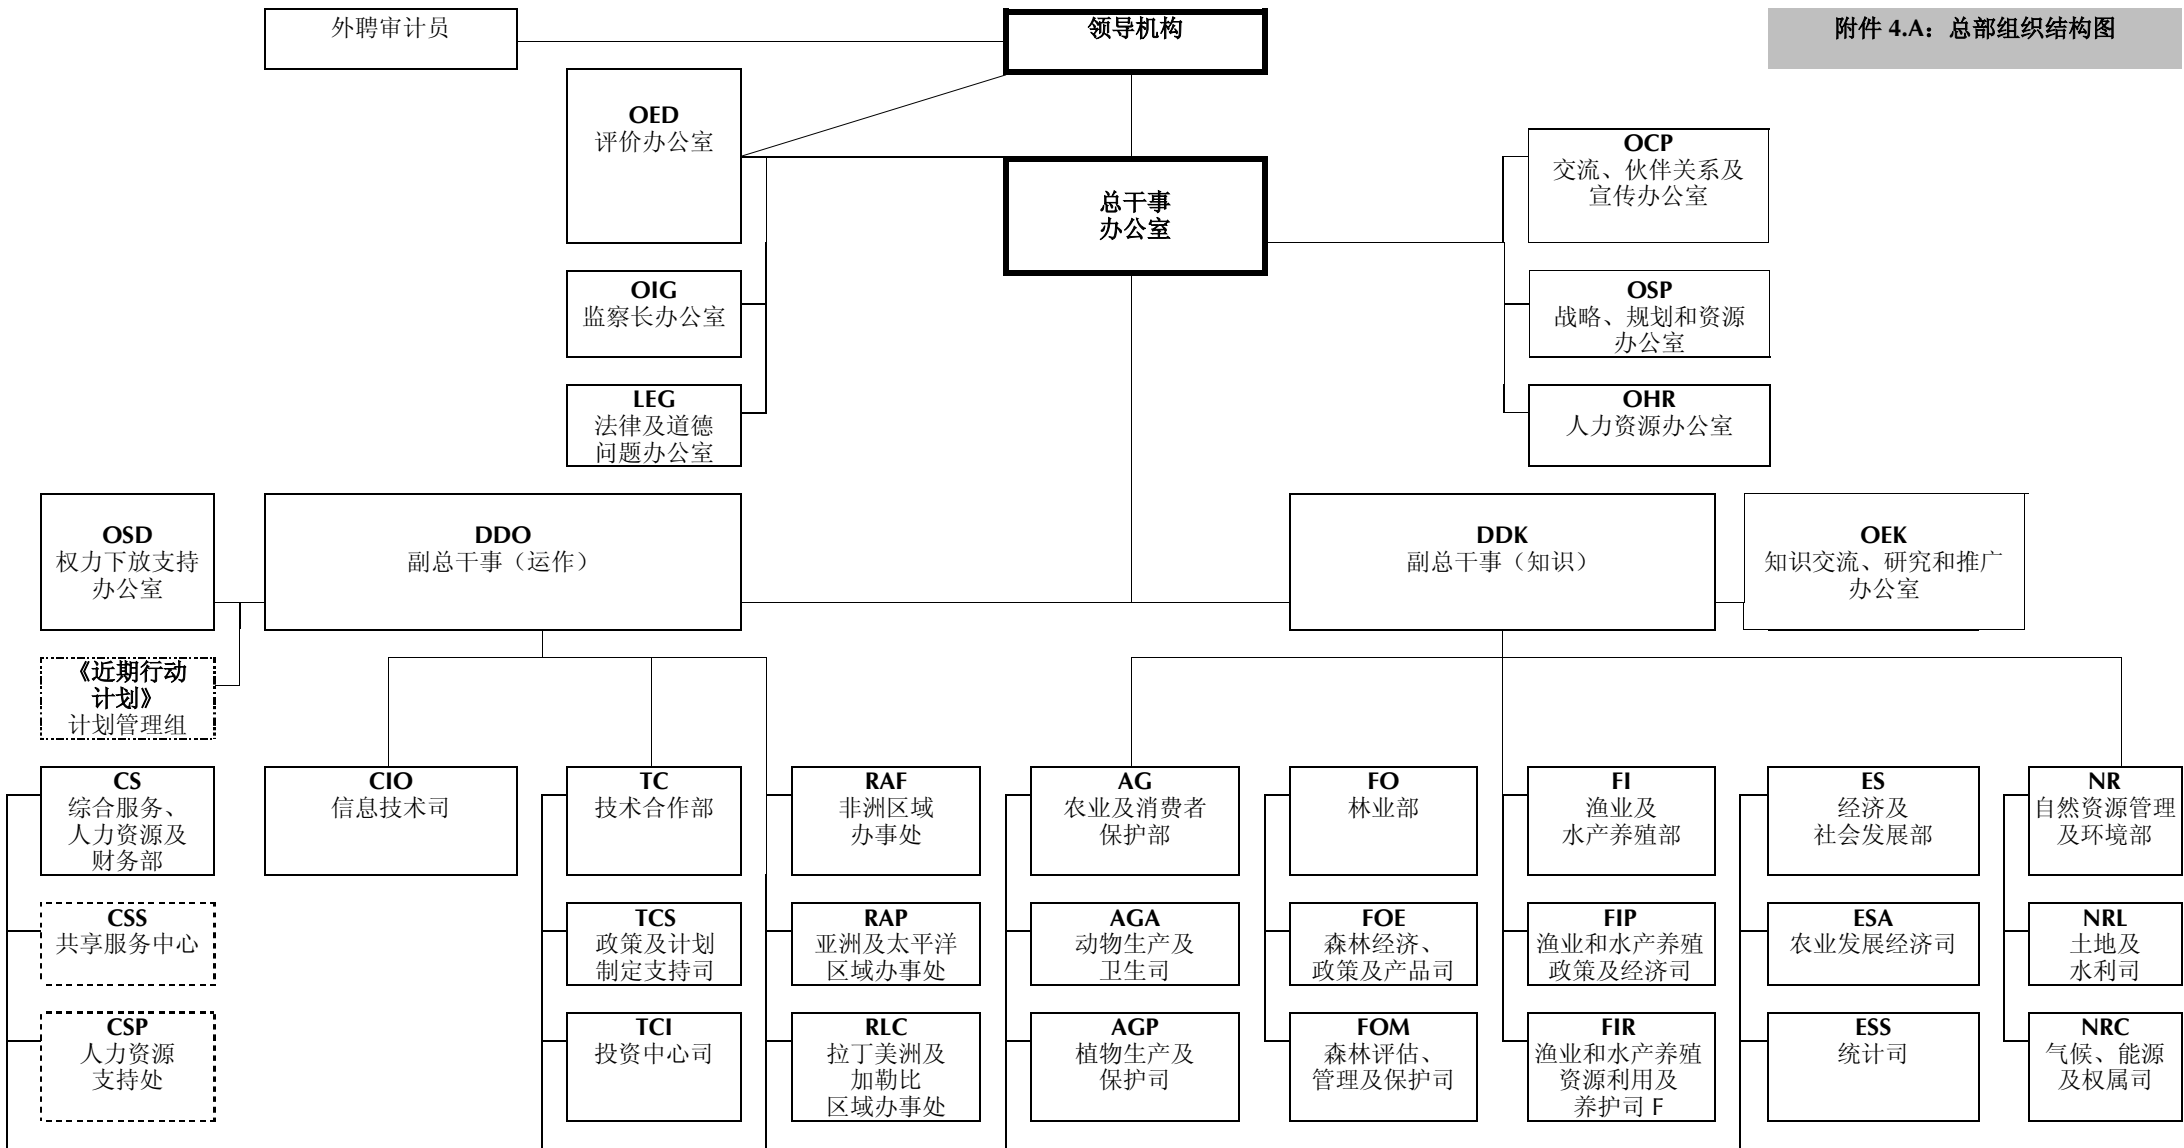 外聘审计员
领导机构
附件 4.A：总部组织结构图
OED
评价办公室
OCP
交流、伙伴关系及
宣传办公室
总干事
办公室
OIG
监察长办公室
OSP
战略、规划和资源
办公室
LEG
法律及道德
问题办公室
OHR
人力资源办公室
OSD
权力下放支持
办公室
DDO
副总干事（运作）
DDK
副总干事（知识）
OEK
知识交流、研究和推广
办公室
《近期行动
计划》
计划管理组
CS
综合服务、
人力资源及
财务部
CIO
信息技术司
TC
技术合作部
RAF
非洲区域
办事处
AG
农业及消费者
保护部
FO
林业部
FI
渔业及
水产养殖部
ES
经济及
社会发展部
NR
自然资源管理
及环境部
CSS
共享服务中心
TCS
政策及计划
制定支持司
RAP
亚洲及太平洋
区域办事处
AGA
动物生产及
卫生司
FOE
森林经济、
政策及产品司
FIP
渔业和水产养殖
政策及经济司
ESA
农业发展经济司
NRL
土地及
水利司
CSP
人力资源
支持处
TCI
投资中心司
RLC
拉丁美洲及
加勒比
区域办事处
AGP
植物生产及
保护司
FOM
森林评估、
管理及保护司
FIR
渔业和水产养殖
资源利用及
养护司 F
ESS
统计司
NRC
气候、能源
及权属司